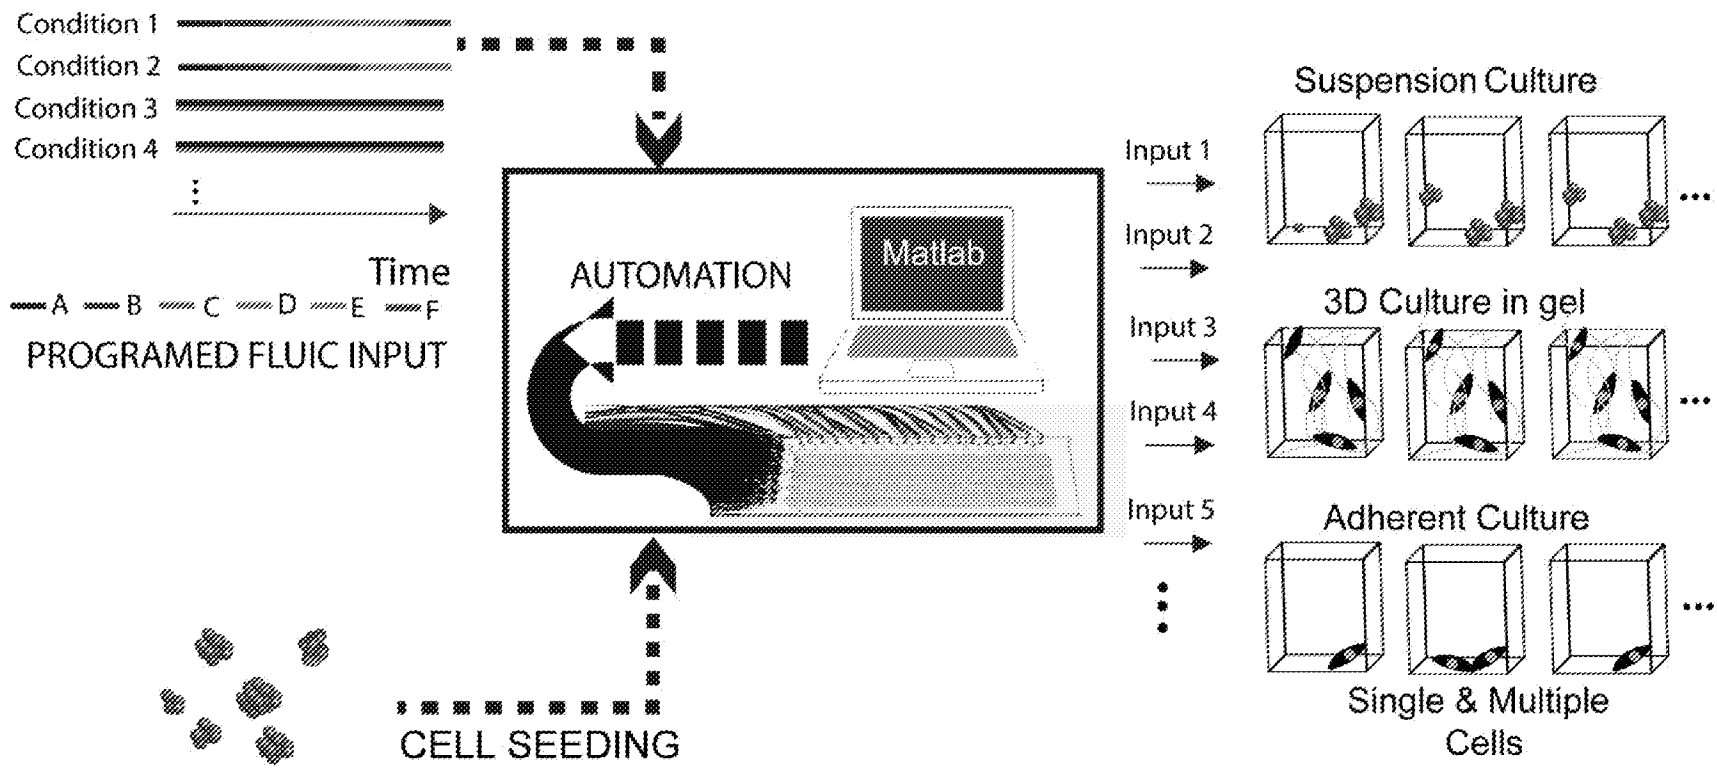 Condition 1
Condition 2
Condition 3
Condition 4
Time
A B C D E F
PROGRAMED FLUIC INPUT
AUTOMATION
Matlab
CELL SEEDING
Input 1
Input 2
Input 3
Input 4
Input 5
Suspension Culture
...
3D Culture in gel
...
Adherent Culture
...
Single & Multiple
Cells